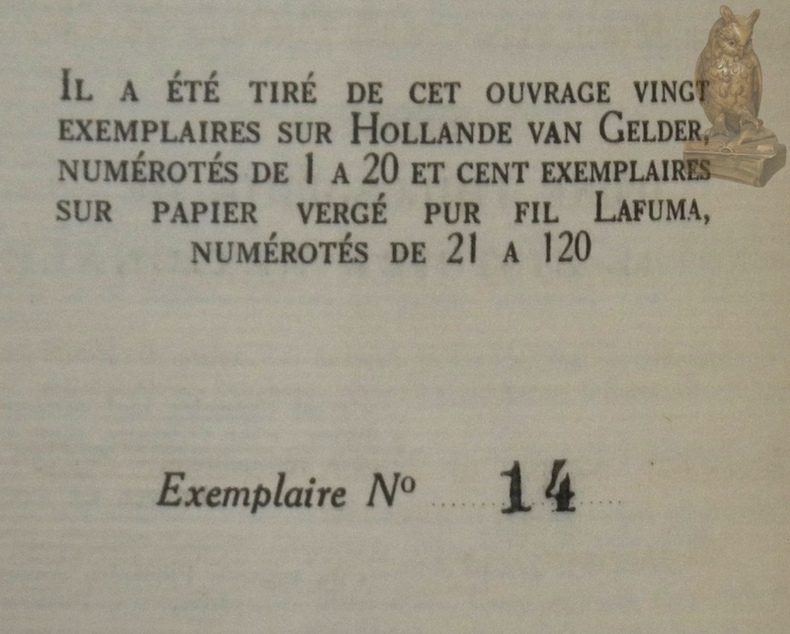 Il a été tiré de cet ouvrage vingt
exemplaires sur Hollande van Gelder,
numérotés de 1 a 20 et cent exemplaires
sur papier vergé pur fil Lafuma,
numérotés de 21 a 120
Exemplaire Nº 14